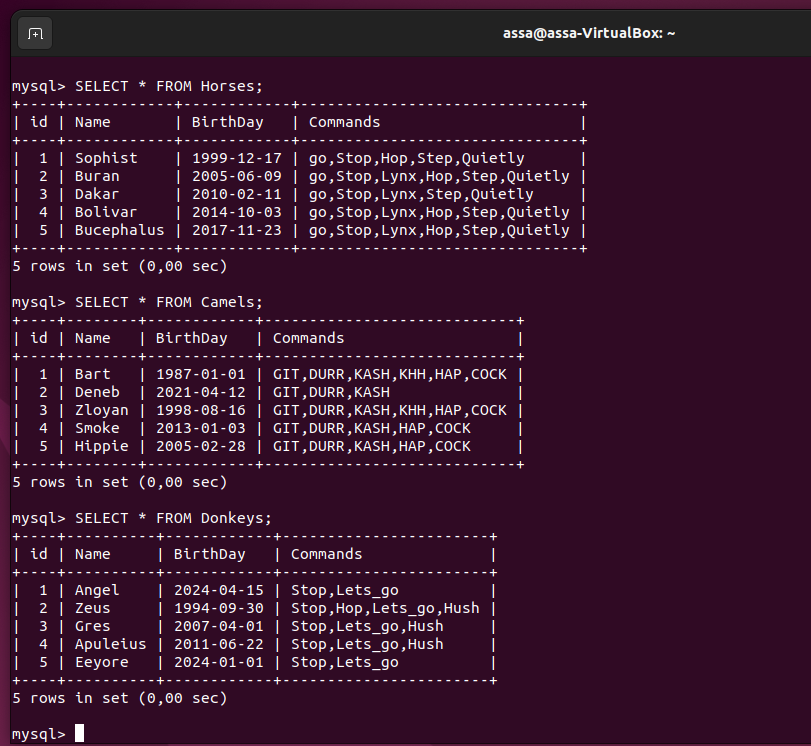 assa@assa-VirtualBox: ~
mysql> SELECT * FROM Horses;
+----+------------+------------+-------------------------------+
| id | Name       | BirthDay   | Commands                      |
+----+------------+------------+-------------------------------+
|  1 | Sophist    | 1999-12-17 | go,Stop,Hop,Step,Quietly      |
|  2 | Buran      | 2005-06-09 | go,Stop,Lynx,Hop,Step,Quietly |
|  3 | Dakar      | 2010-02-11 | go,Stop,Lynx,Step,Quietly     |
|  4 | Bolivar    | 2014-10-03 | go,Stop,Lynx,Hop,Step,Quietly |
|  5 | Bucephalus | 2017-11-23 | go,Stop,Lynx,Hop,Step,Quietly |
+----+------------+------------+-------------------------------+
5 rows in set (0,00 sec)
mysql> SELECT * FROM Camels;
+----+--------+------------+----------------------------+
| id | Name   | BirthDay   | Commands                   |
+----+--------+------------+----------------------------+
|  1 | Bart   | 1987-01-01 | GIT,DURR,KASH,KHH,HAP,COCK |
|  2 | Deneb  | 2021-04-12 | GIT,DURR,KASH              |
|  3 | Zloyan | 1998-08-16 | GIT,DURR,KASH,KHH,HAP,COCK |
|  4 | Smoke  | 2013-01-03 | GIT,DURR,KASH,HAP,COCK     |
|  5 | Hippie | 2005-02-28 | GIT,DURR,KASH,HAP,COCK     |
+----+--------+------------+----------------------------+
5 rows in set (0,00 sec)
mysql> SELECT * FROM Donkeys;
+----+----------+------------+-----------------------+
| id | Name     | BirthDay   | Commands              |
+----+----------+------------+-----------------------+
|  1 | Angel    | 2024-04-15 | Stop,Lets_go          |
|  2 | Zeus     | 1994-09-30 | Stop,Hop,Lets_go,Hush |
|  3 | Gres     | 2007-04-01 | Stop,Lets_go,Hush     |
|  4 | Apuleius | 2011-06-22 | Stop,Lets_go,Hush     |
|  5 | Eeyore   | 2024-01-01 | Stop,Lets_go          |
+----+----------+------------+-----------------------+
5 rows in set (0,00 sec)
mysql>